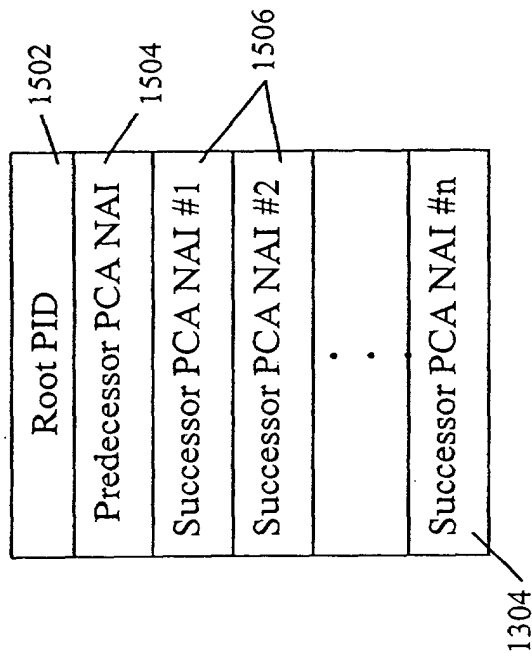 Root PID
1502
Predecessor PCA NAI
1504
Successor PCA NAI #1
1506
Successor PCA NAI #2
. . .
Successor PCA NAI #n
1304